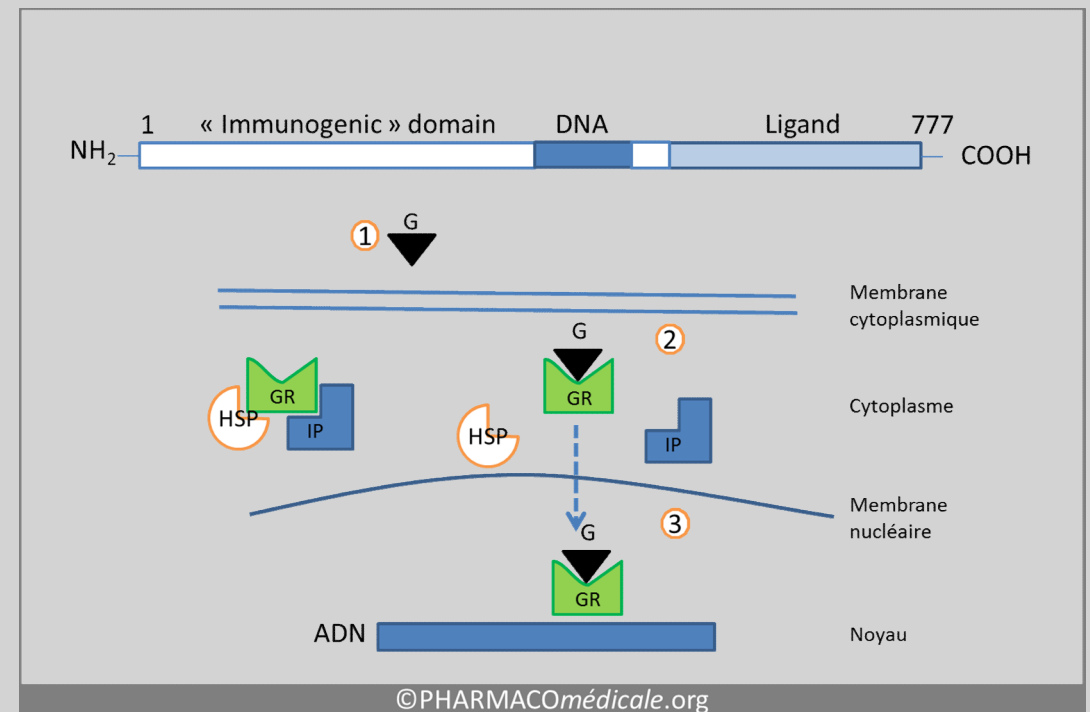 1 « Immunogenic » domain DNA Ligand 777
NH2 COOH
G
1
Membrane
cytoplasmique
G
2
GR
HSP
IP
GR
HSP
IP
Cytoplasme
Membrane
nucléaire
3
G
GR
ADN
Noyau
©PHARMACOmédicale.org